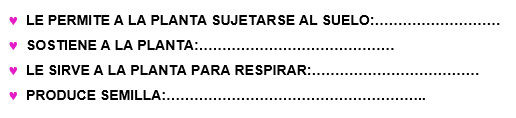 ♥ LE PERMITE A LA PLANTA SUJETARSE AL SUELO:………………………
♥ SOSTIENE A LA PLANTA:……………………………………
♥ LE SIRVE A LA PLANTA PARA RESPIRAR:………………………………
♥ PRODUCE SEMILLA:………………………………………………..